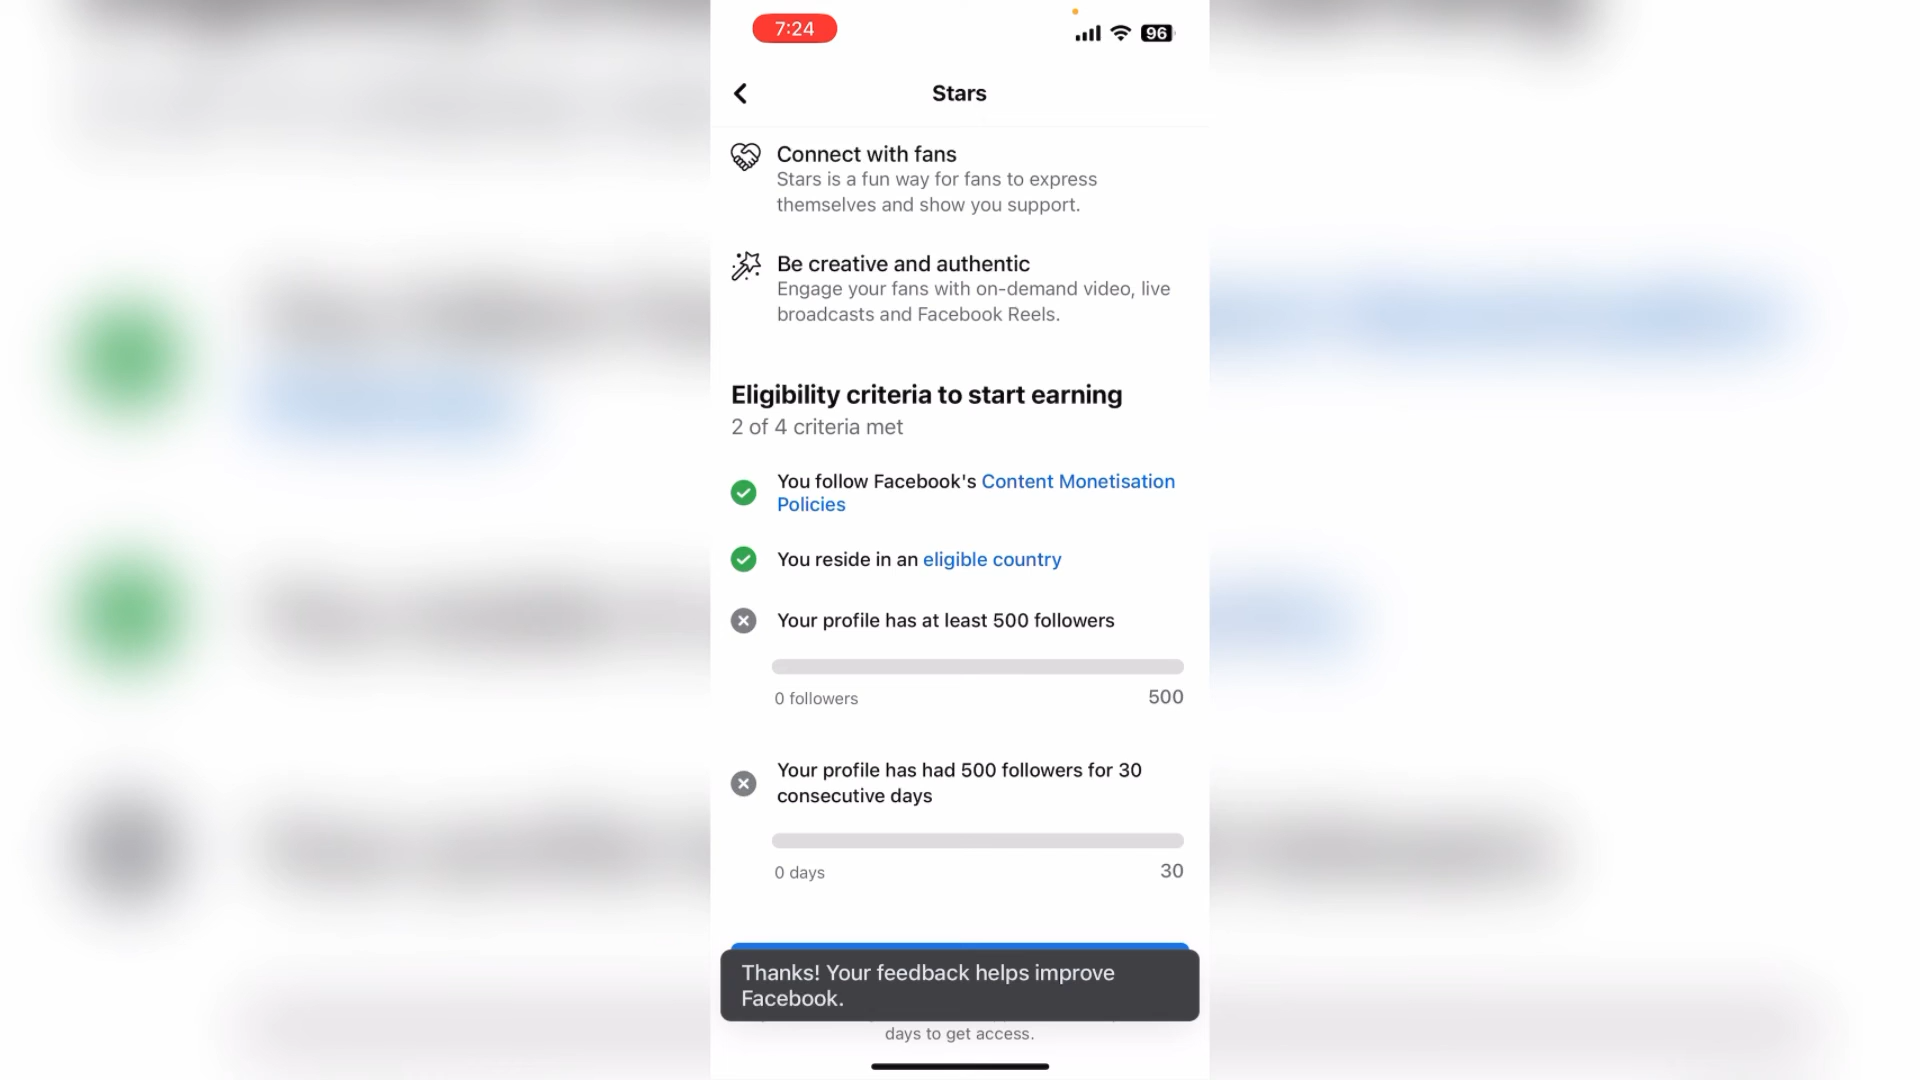 7:24
96
Stars
Connect with fans
Stars is a fun way for fans to express
themselves and show you support.
Be creative and authentic
Engage your fans with on-demand video, live
broadcasts and Facebook Reels.
Eligibility criteria to start earning
2 of 4 criteria met
You follow Facebook's Content Monetisation
Policies
You reside in an eligible country
Your profile has at least 500 followers
0 followers 500
Your profile has had 500 followers for 30
consecutive days
0 days 30
Thanks! Your feedback helps improve
Facebook.
days to get access.